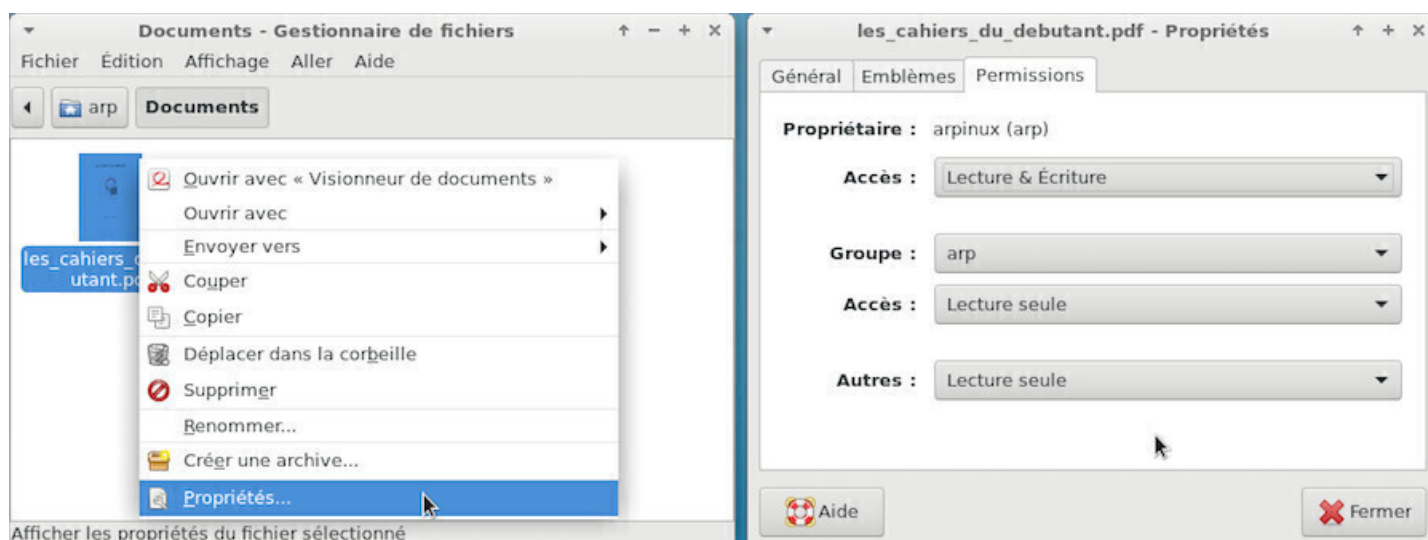 Documents - Gestionnaire de fichiers
Fichier Édition Affichage Aller Aide
arp Documents
les_cahiers_d
utant.pd
Ouvrir avec « Visionneur de documents »
Ouvrir avec
Envoyer vers
Couper
Copier
Déplacer dans la corbeille
Supprimer
Renommer...
Créer une archive...
Propriétés...
Afficher les propriétés du fichier sélectionné
les_cahiers_du_debutant.pdf - Propriétés
Général Emblèmes Permissions
Propriétaire : arpinux (arp)
Accès : Lecture & Écriture
Groupe : arp
Accès : Lecture seule
Autres : Lecture seule
Aide Fermer